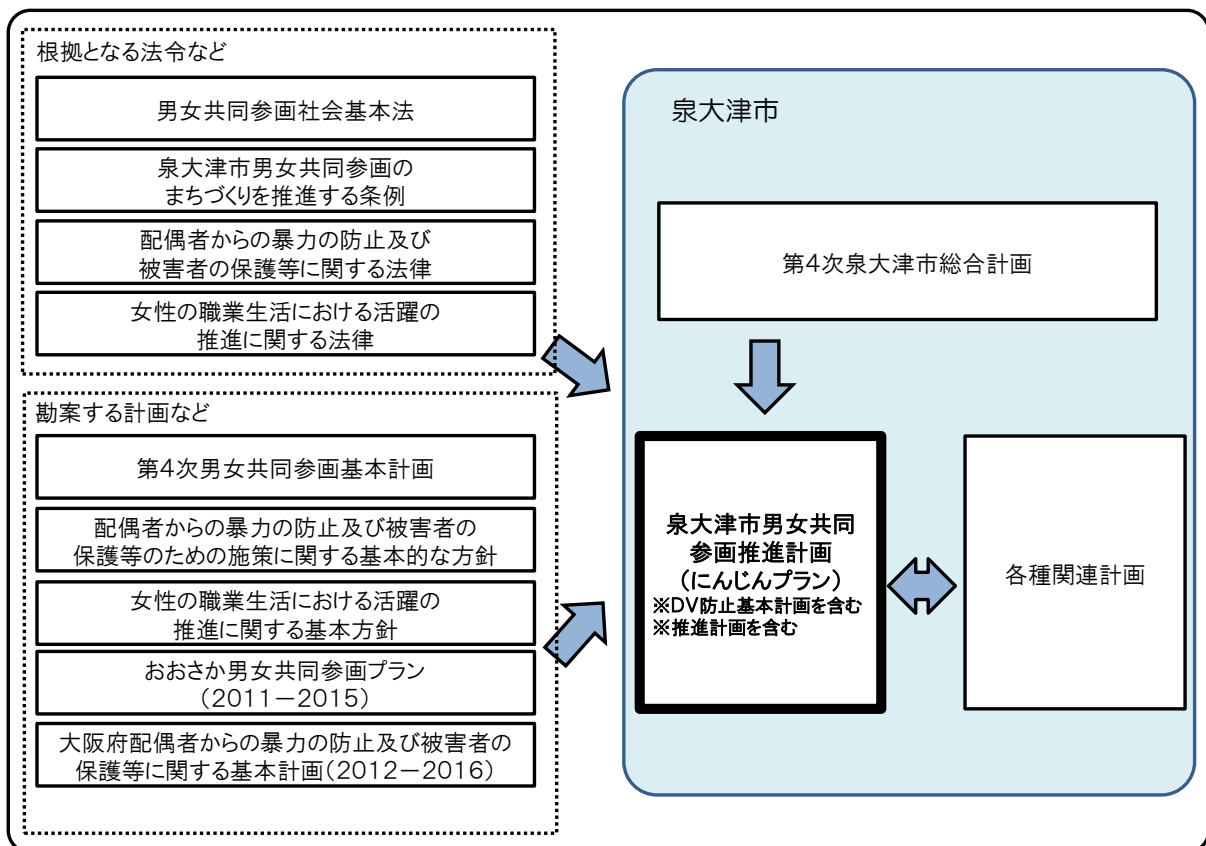 根拠となる法令など
男女共同参画社会基本法
泉大津市男女共同参画の
まちづくりを推進する条例
配偶者からの暴力の防止及び
被害者の保護等に関する法律
女性の職業生活における活躍の
推進に関する法律
勘案する計画など
第4次男女共同参画基本計画
配偶者からの暴力の防止及び被害者の
保護等のための施策に関する基本的な方針
女性の職業生活における活躍の
推進に関する基本方針
おおさか男女共同参画プラン
(2011-2015)
大阪府配偶者からの暴力の防止及び被害者の
保護等に関する基本計画(2012-2016)
泉大津市
第4次泉大津市総合計画
泉大津市男女共同
参画推進計画
(にんじんプラン)
※DV防止基本計画を含む
※推進計画を含む
各種関連計画